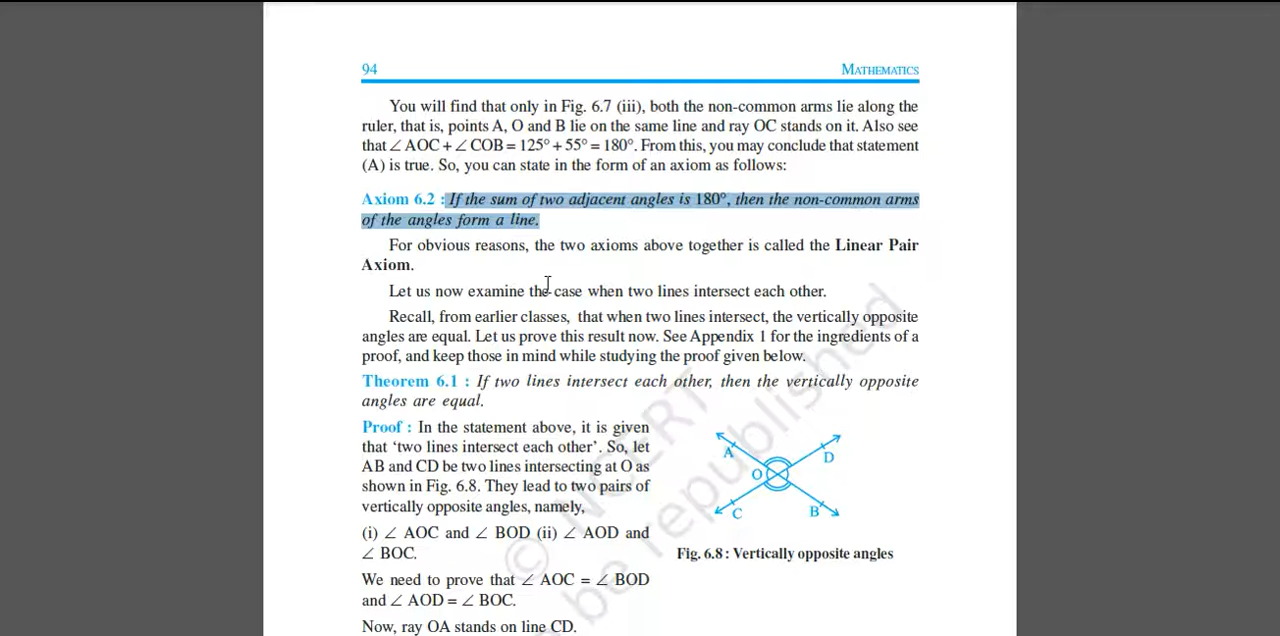 94 MATHEMATICS
You will find that only in Fig. 6.7 (iii), both the non-common arms lie along the
ruler, that is, points A, O and B lie on the same line and ray OC stands on it. Also see
that ∠ AOC + ∠ COB = 125° + 55° = 180°. From this, you may conclude that statement
(A) is true. So, you can state in the form of an axiom as follows:
Axiom 6.2 : If the sum of two adjacent angles is 180°, then the non-common arms
of the angles form a line.
For obvious reasons, the two axioms above together is called the Linear Pair
Axiom.
Let us now examine the case when two lines intersect each other.
Recall, from earlier classes, that when two lines intersect, the vertically opposite
angles are equal. Let us prove this result now. See Appendix 1 for the ingredients of a
proof, and keep those in mind while studying the proof given below.
Theorem 6.1 : If two lines intersect each other, then the vertically opposite
angles are equal.
Proof : In the statement above, it is given
that ‘two lines intersect each other’. So, let
AB and CD be two lines intersecting at O as
shown in Fig. 6.8. They lead to two pairs of
vertically opposite angles, namely,
(i) ∠ AOC and ∠ BOD (ii) ∠ AOD and
∠ BOC.
We need to prove that ∠ AOC = ∠ BOD
and ∠ AOD = ∠ BOC.
Now, ray OA stands on line CD.
A
D
O
C
B
Fig. 6.8 : Vertically opposite angles
© NCERT
be republished